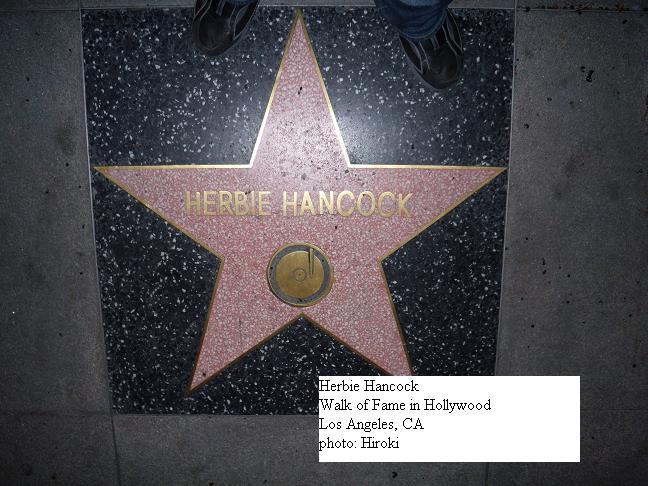 HERBIE HANCOCK
Herbie Hancock
Walk of Fame in Hollywood
Los Angeles, CA
photo: Hiroki